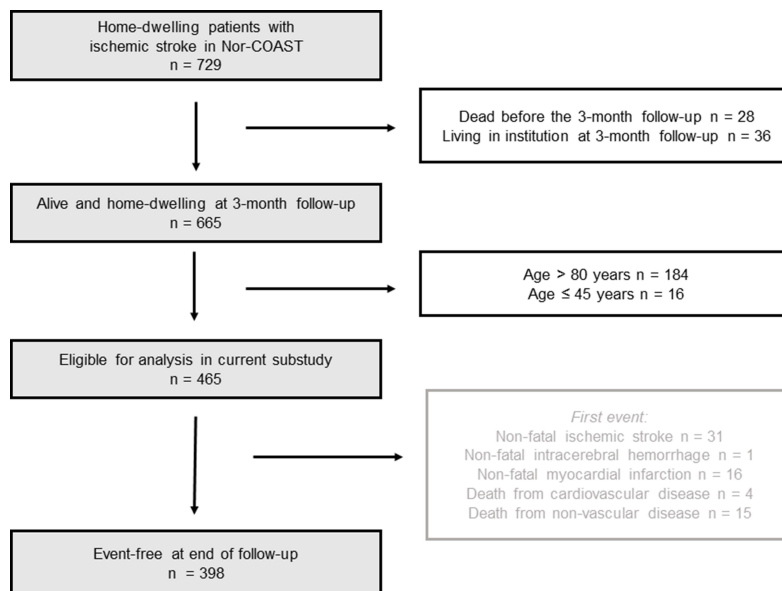 Home-dwelling patients with
ischemic stroke in Nor-COAST
n = 729
Dead before the 3-month follow-up n = 28
Living in institution at 3-month follow-up n = 36
Alive and home-dwelling at 3-month follow-up
n = 665
Age > 80 years n = 184
Age ≤ 45 years n = 16
Eligible for analysis in current substudy
n = 465
First event:
Non-fatal ischemic stroke n = 31
Non-fatal intracerebral hemorrhage n = 1
Non-fatal myocardial infarction n = 16
Death from cardiovascular disease n = 4
Death from non-vascular disease n = 15
Event-free at end of follow-up
n = 398